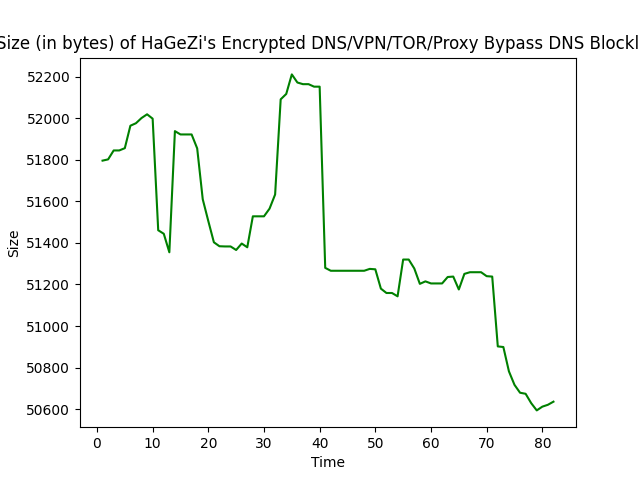 Size (in bytes) of HaGeZi's Encrypted DNS/VPN/TOR/Proxy Bypass DNS Blockl
52200
52000
51800
51600
51400
51200
51000
50800
50600
Size
0 10 20 30 40 50 60 70 80
Time